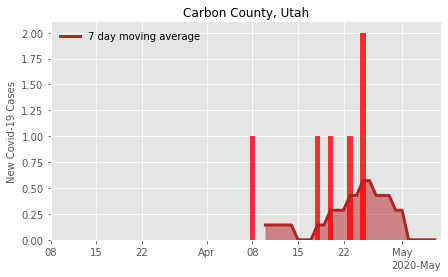 Carbon County, Utah
7 day moving average
New Covid-19 Cases
2.00
1.75
1.50
1.25
1.00
0.75
0.50
0.25
0.00
08 15 22 Apr 08 15 22 May
2020-May